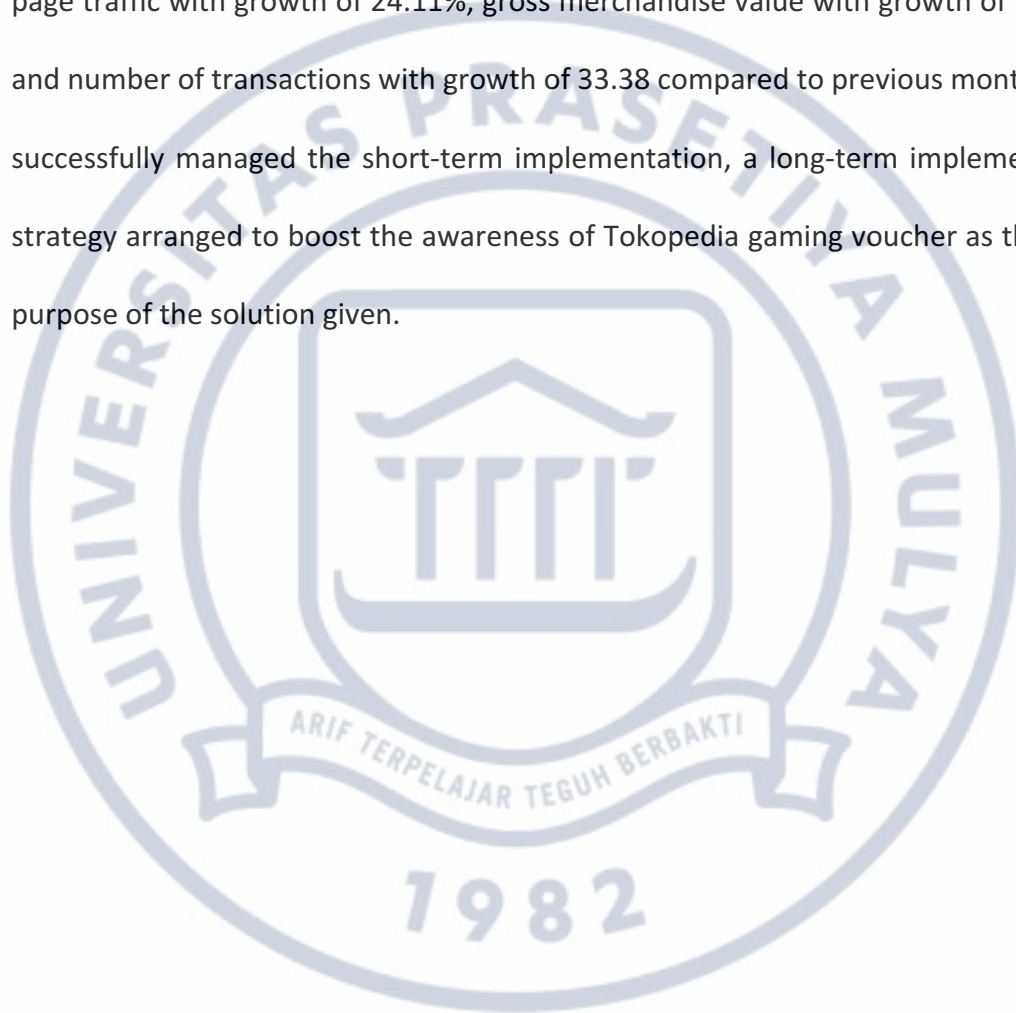 page traffic with growth of 24.11%, gross merchandise value with growth of
and number of transactions with growth of 33.38 compared to previous mont
successfully managed the short-term implementation, a long-term impleme
strategy arranged to boost the awareness of Tokopedia gaming voucher as th
purpose of the solution given.
UNIVERSITAS PRASETIYA MULYA
ARIF TERPELAJAR TEGUH BERBAKTI
1982